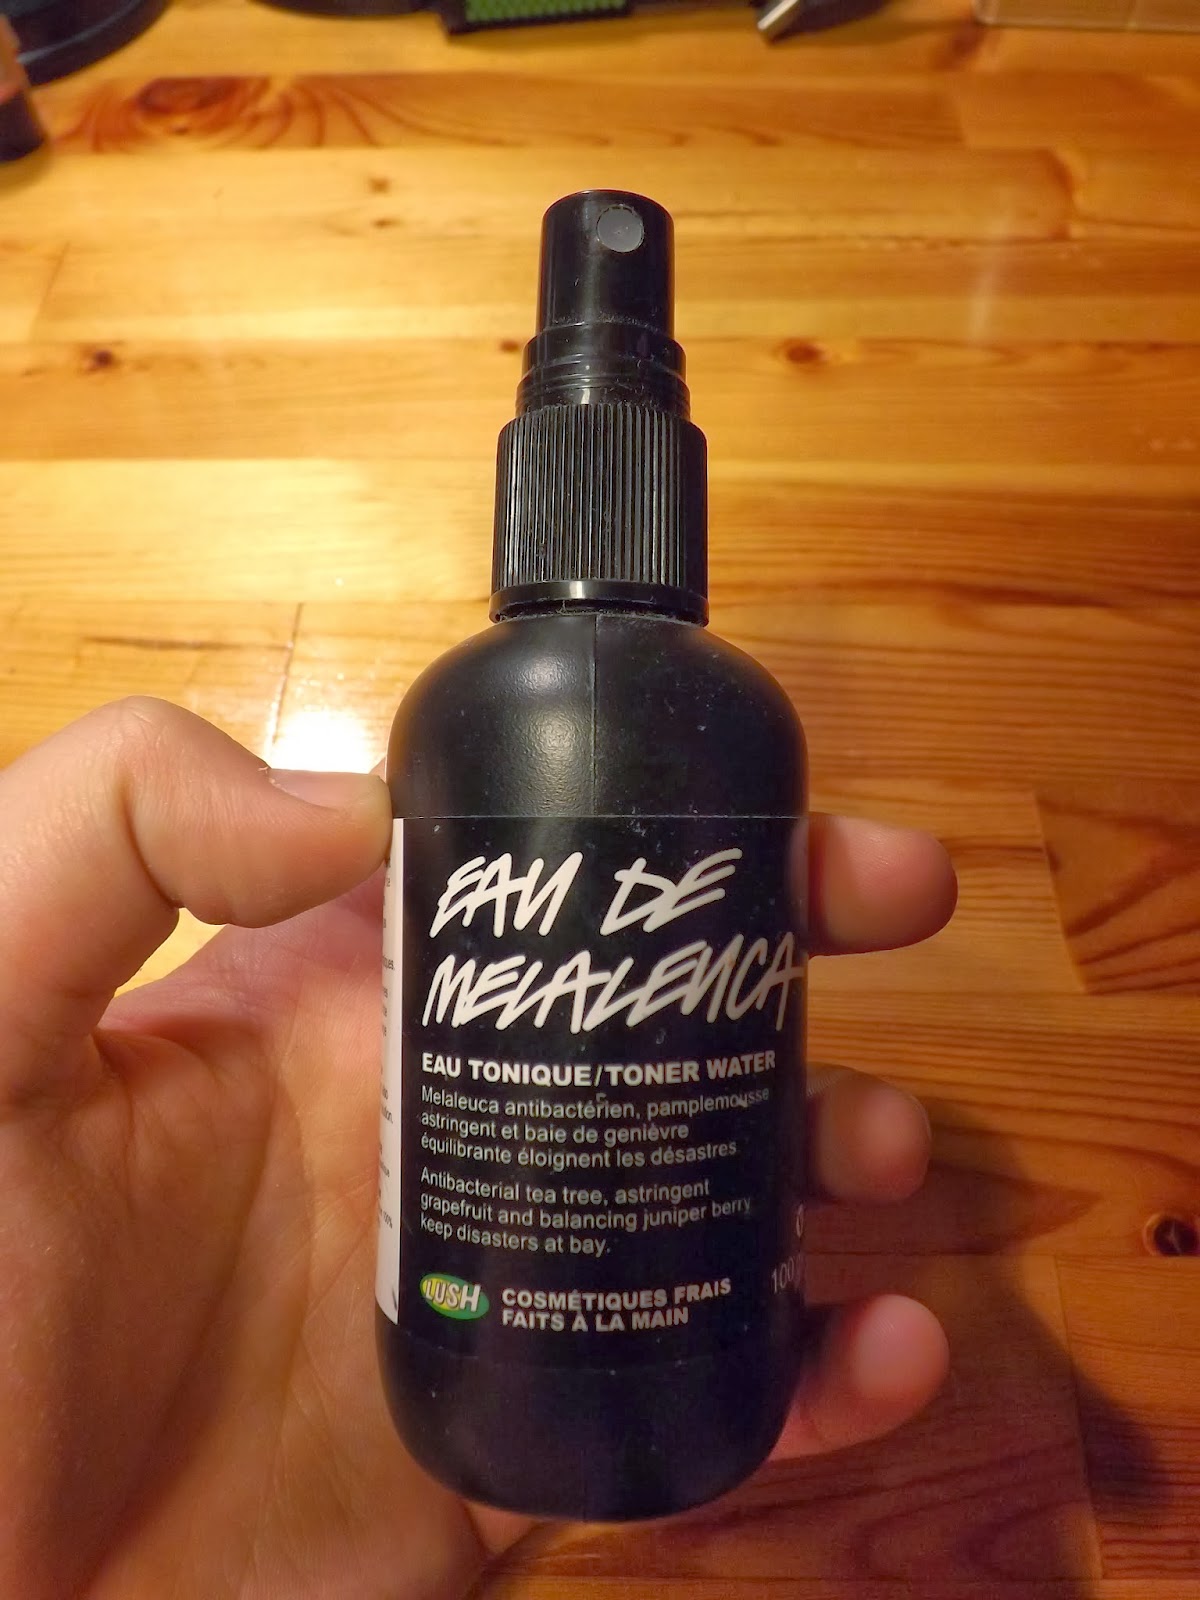 EAU DE
MELALEUCA
EAU TONIQUE/TONER WATER
Melaleuca antibactérien, pamplemousse
astringent et baie de genièvre
équilibrante éloignent les désastres
Antibacterial tea tree, astringent
grapefruit and balancing juniper berry
keep disasters at bay.
LUSH
COSMÉTIQUES FRAIS
FAITS À LA MAIN
100